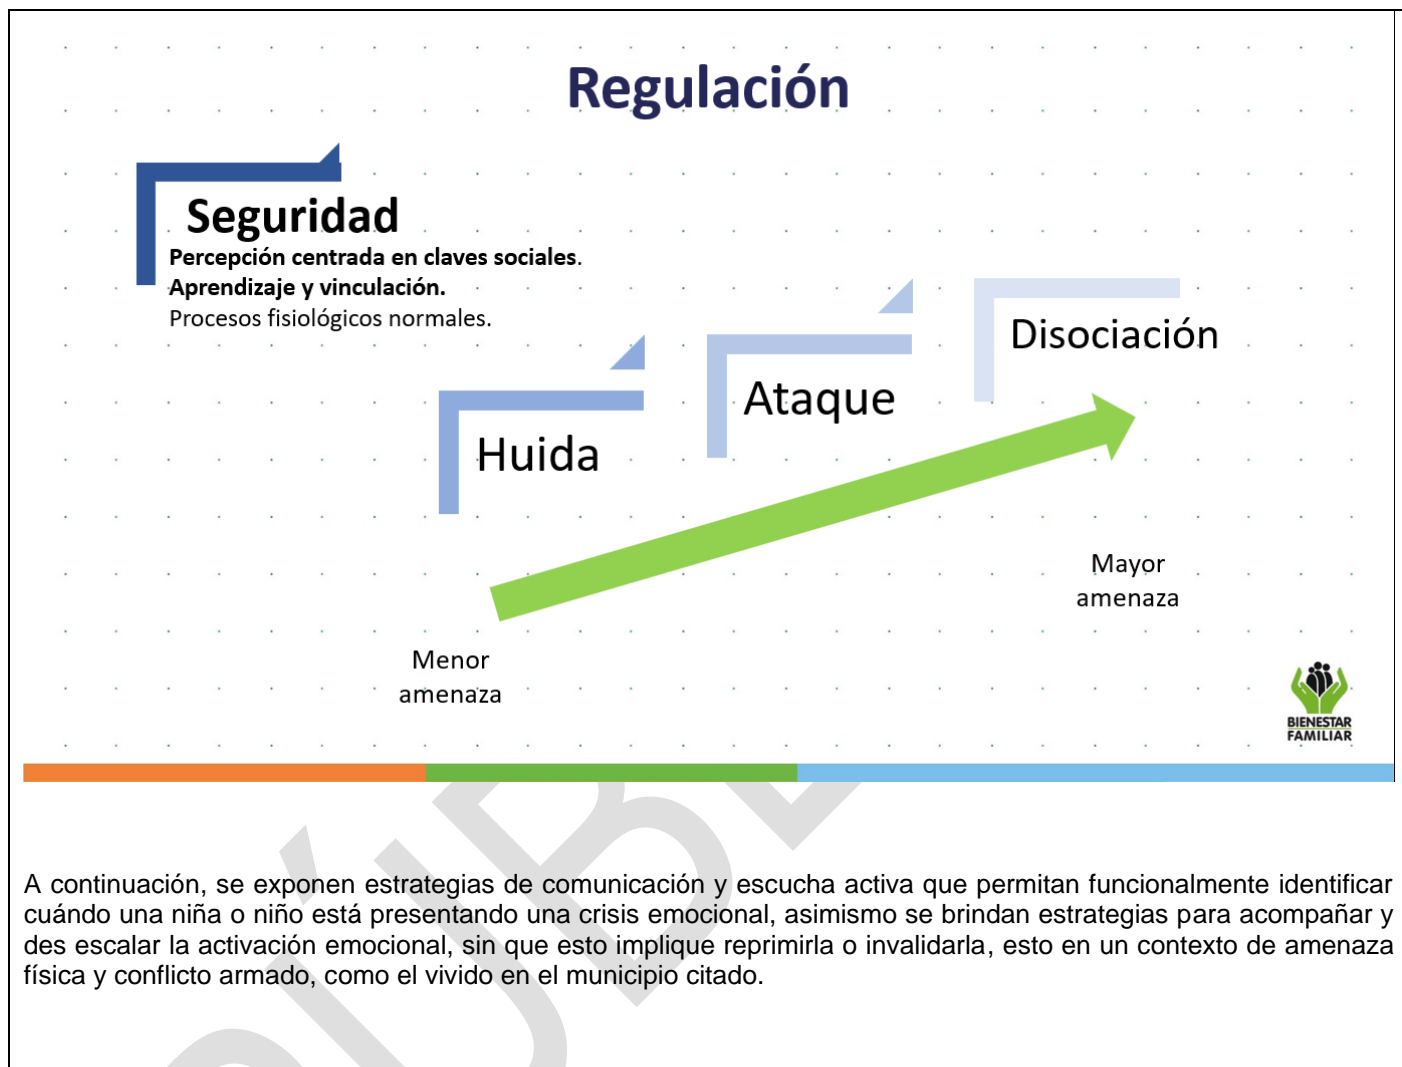 Regulación
Seguridad
Percepción centrada en claves sociales.
Aprendizaje y vinculación.
Procesos fisiológicos normales.
Disociación
Ataque
Huida
Mayor
amenaza
Menor
amenaza
BIENESTAR
FAMILIAR
A continuación, se exponen estrategias de comunicación y escucha activa que permitan funcionalmente identificar
cuándo una niña o niño está presentando una crisis emocional, asimismo se brindan estrategias para acompañar y
des escalar la activación emocional, sin que esto implique reprimirla o invalidarla, esto en un contexto de amenaza
física y conflicto armado, como el vivido en el municipio citado.